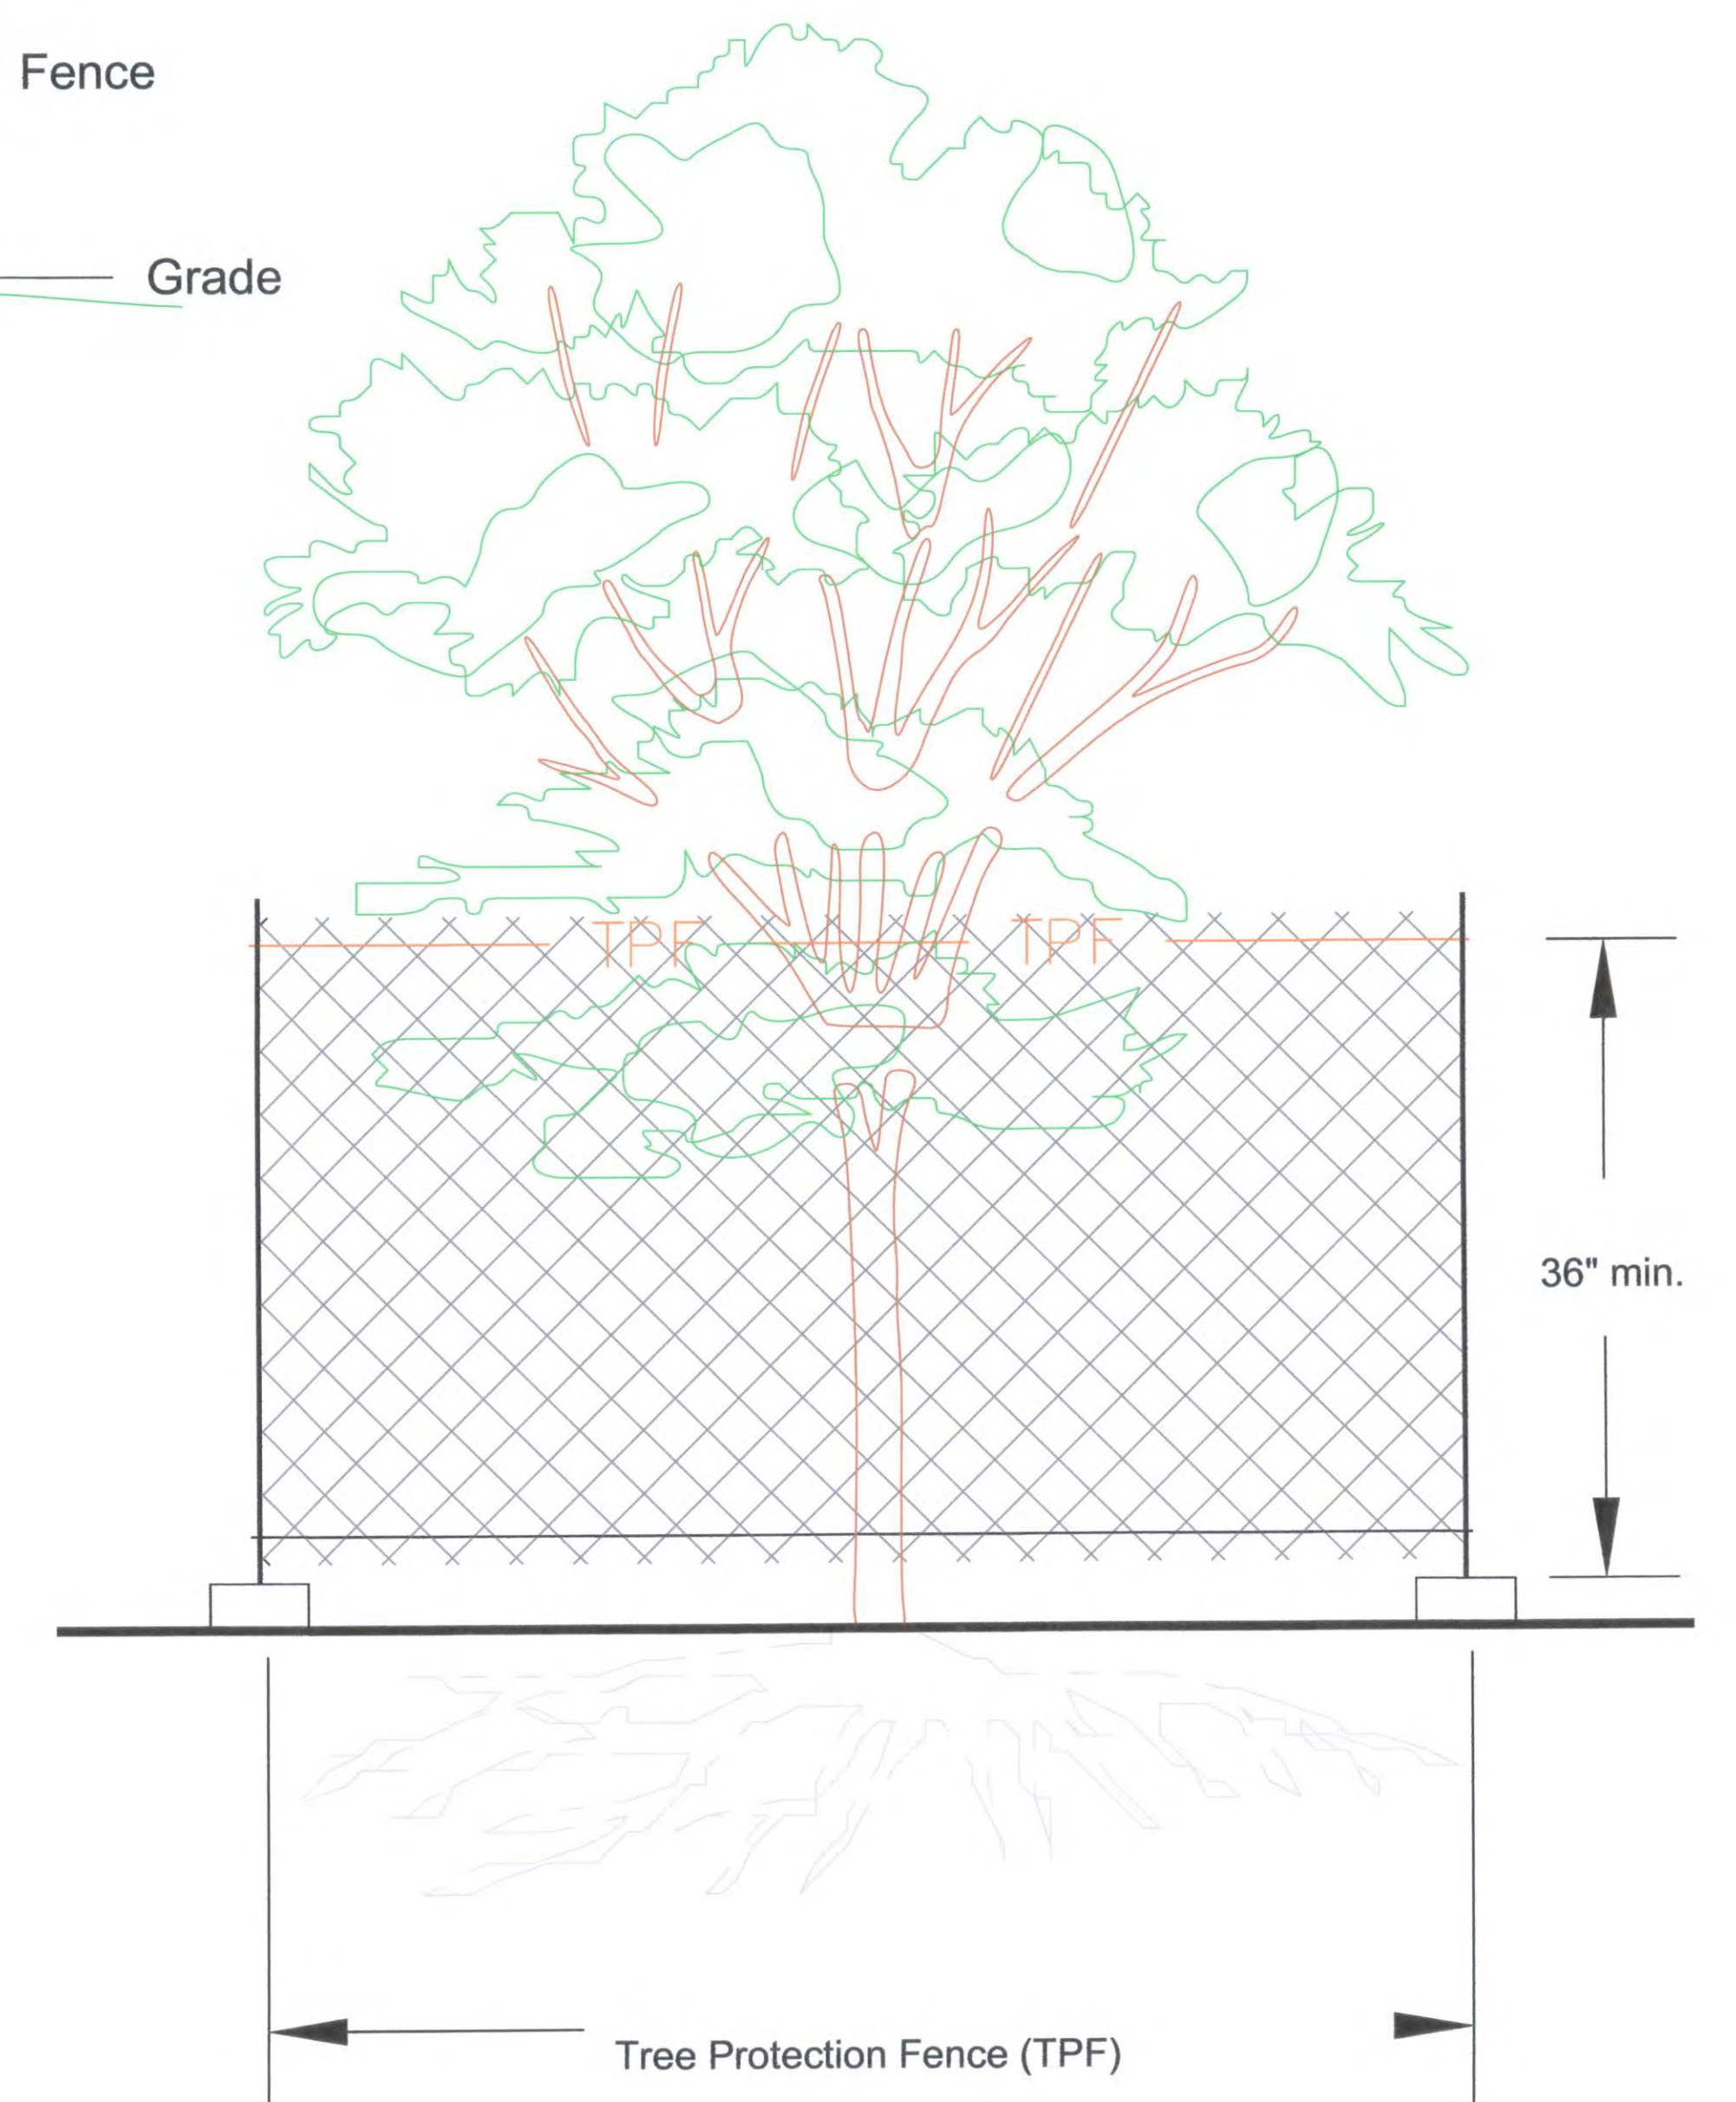 Fence
Grade
TPF TPF
36" min.
Tree Protection Fence (TPF)